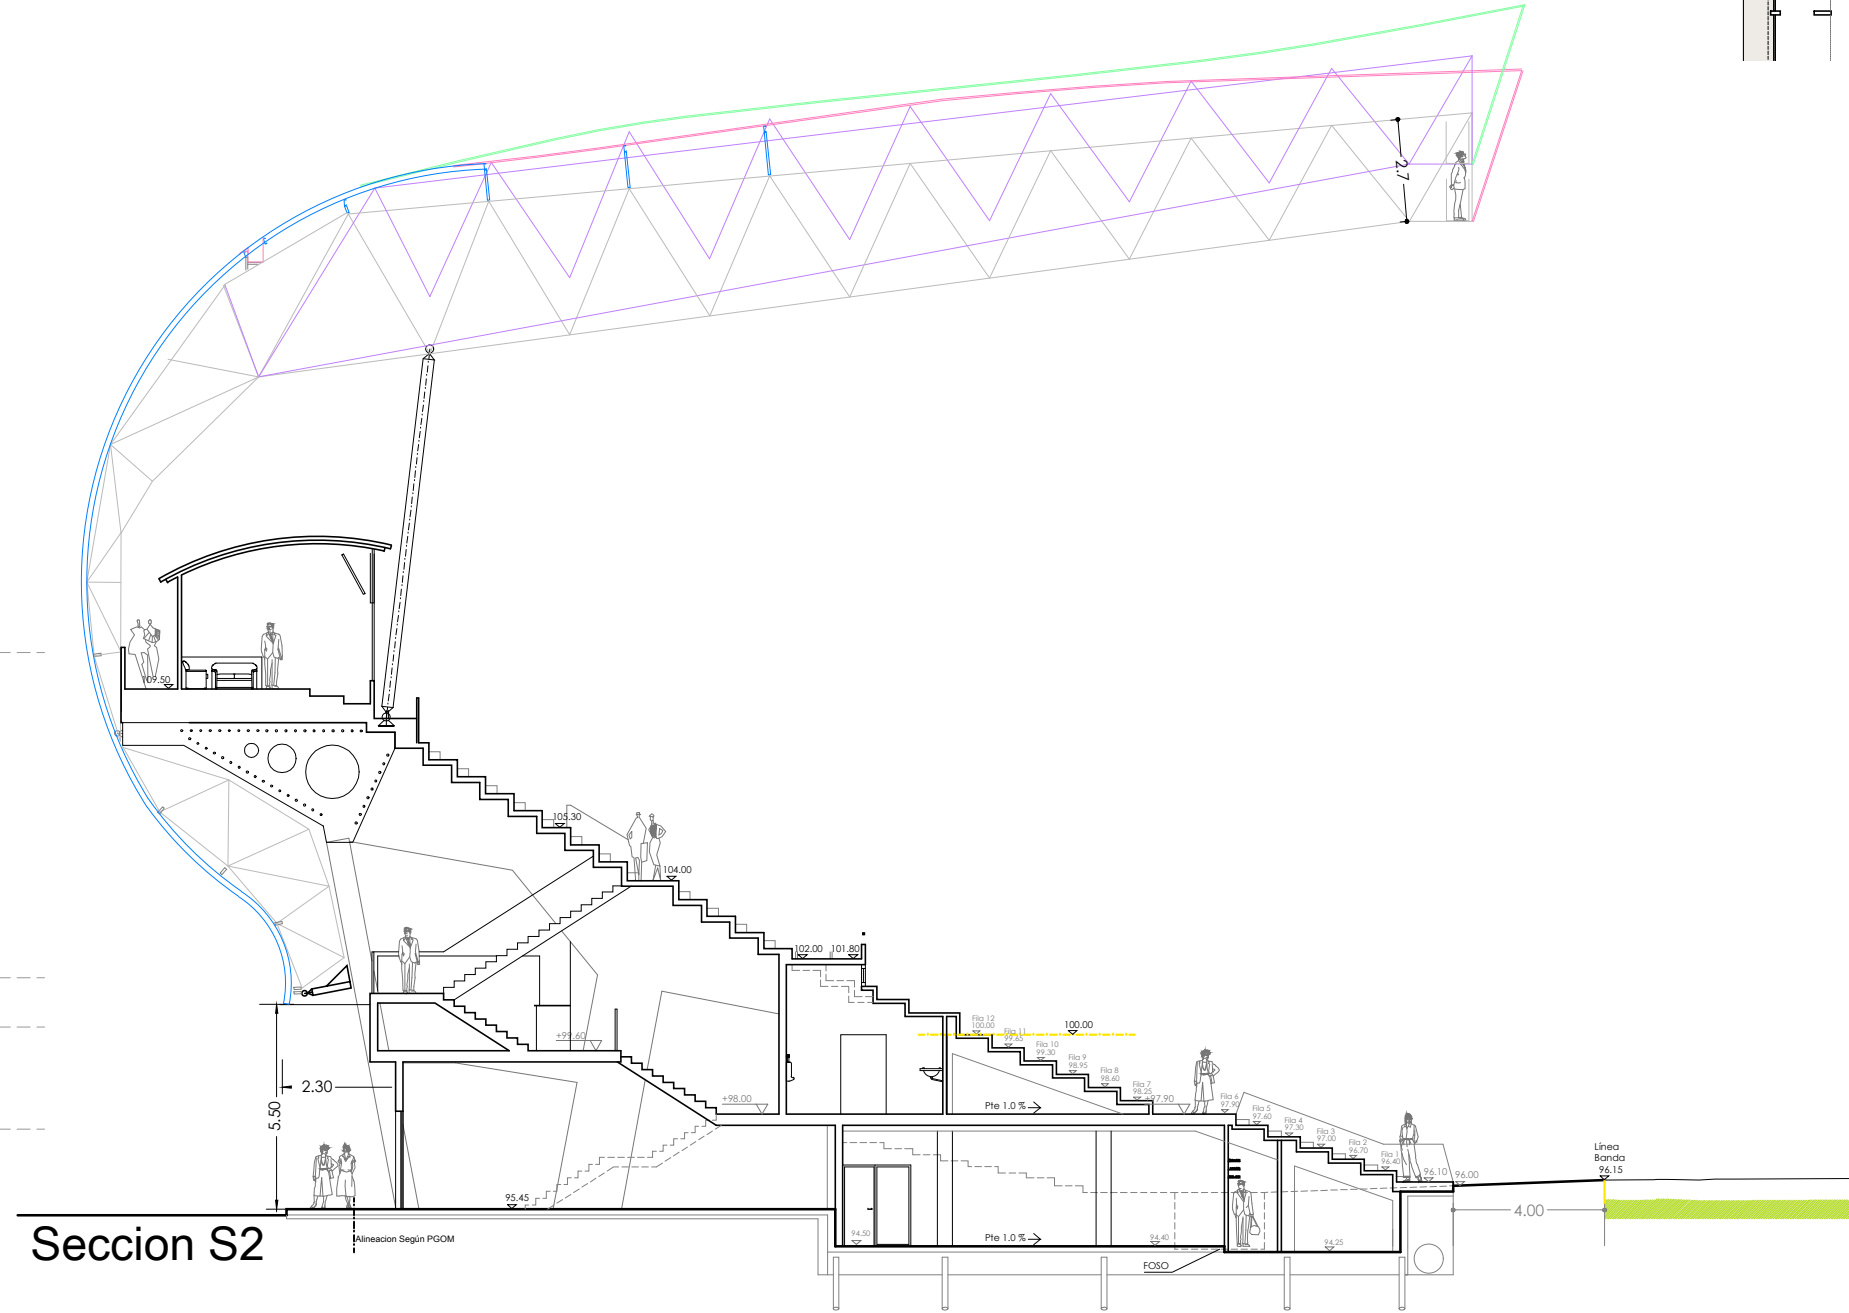 2.7
109.50
105.30
104.00
102.00 101.80
Fila 12
100.00
Fila 11
99.65
100.00
Fila 10
99.30
Fila 9
98.95
Fila 8
98.60
Fila 7
98.25
+97.90
Fila 6
97.90
Fila 5
97.60
Fila 4
97.30
Fila 3
97.00
Fila 2
96.70
Fila 1
96.40
96.10
96.00
Línea
Banda
96.15
+99.60
+98.00
Pte 1.0 %
2.30
5.50
95.45
4.00
Seccion S2
Alineacion Según PGOM
94.50
Pte 1.0 %
94.40
94.25
FOSO